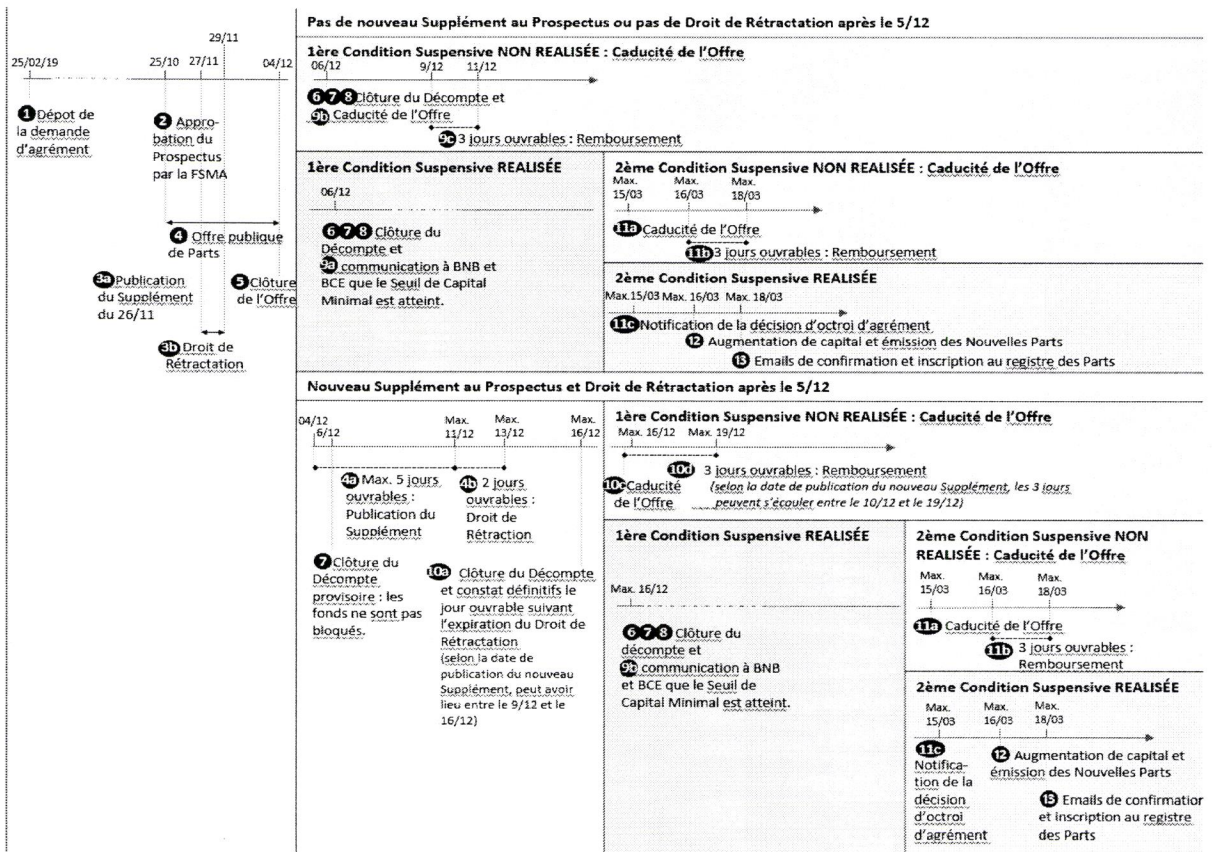 29/11
25/02/19
25/10 27/11
04/12
1 Dépot de
la demande
d'agrément
2 Appro-
bation du
Prospectus
par la FSMA
4 Offre publique
de Parts
3a Publication
du Supplément
du 26/11
5 Clôture
de l'Offre
3b Droit de
Rétractation
Pas de nouveau Supplément au Prospectus ou pas de Droit de Rétractation après le 5/12
1ère Condition Suspensive NON REALISÉE : Caducité de l'Offre
06/12
9/12
11/12
6 7 8 Clôture du Décompte et
9b Caducité de l'Offre
9c 3 jours ouvrables : Remboursement
1ère Condition Suspensive REALISÉE
06/12
6 7 8 Clôture du
Décompte et
9a communication à BNB et
BCE que le Seuil de Capital
Minimal est atteint.
2ème Condition Suspensive NON REALISÉE : Caducité de l'Offre
Max. Max. Max.
15/03 16/03 18/03
11a Caducité de l'Offre
11b 3 jours ouvrables : Remboursement
2ème Condition Suspensive REALISÉE
Max.15/03 Max. 16/03 Max. 18/03
11c Notification de la décision d'octroi d'agrément
12 Augmentation de capital et émission des Nouvelles Parts
13 Emails de confirmation et inscription au registre des Parts
Nouveau Supplément au Prospectus et Droit de Rétractation après le 5/12
04/12
6/12
Max. Max. Max.
11/12 13/12 16/12
4a Max. 5 jours
ouvrables :
Publication du
Supplément
4b 2 jours
ouvrables :
Droit de
Rétraction
7 Clôture du
Décompte
provisoire : les
fonds ne sont pas
bloqués.
10a Clôture du Décompte
et constat définitifs le
jour ouvrable suivant
l'expiration du Droit de
Rétractation
(selon la date de
publication du nouveau
Supplément, peut avoir
lieu entre le 9/12 et le
16/12)
1ère Condition Suspensive NON REALISÉE : Caducité de l'Offre
Max. 16/12 Max. 19/12
10d 3 jours ouvrables : Remboursement
10c Caducité
de l'Offre
(selon la date de publication du nouveau Supplément, les 3 jours
peuvent s'écouler entre le 10/12 et le 19/12)
1ère Condition Suspensive REALISÉE
Max. 16/12
6 7 8 Clôture du
décompte et
9b communication à BNB
et BCE que le Seuil de
Capital Minimal est atteint.
2ème Condition Suspensive NON
REALISÉE : Caducité de l'Offre
Max. Max. Max.
15/03 16/03 18/03
11a Caducité de l'Offre
11b 3 jours ouvrables :
Remboursement
2ème Condition Suspensive REALISÉE
Max. Max. Max.
15/03 16/03 18/03
11c
Notifica-
tion de la
décision
d'octroi
d'agrément
12 Augmentation de capital et
émission des Nouvelles Parts
13 Emails de confirmation
et inscription au registre
des Parts